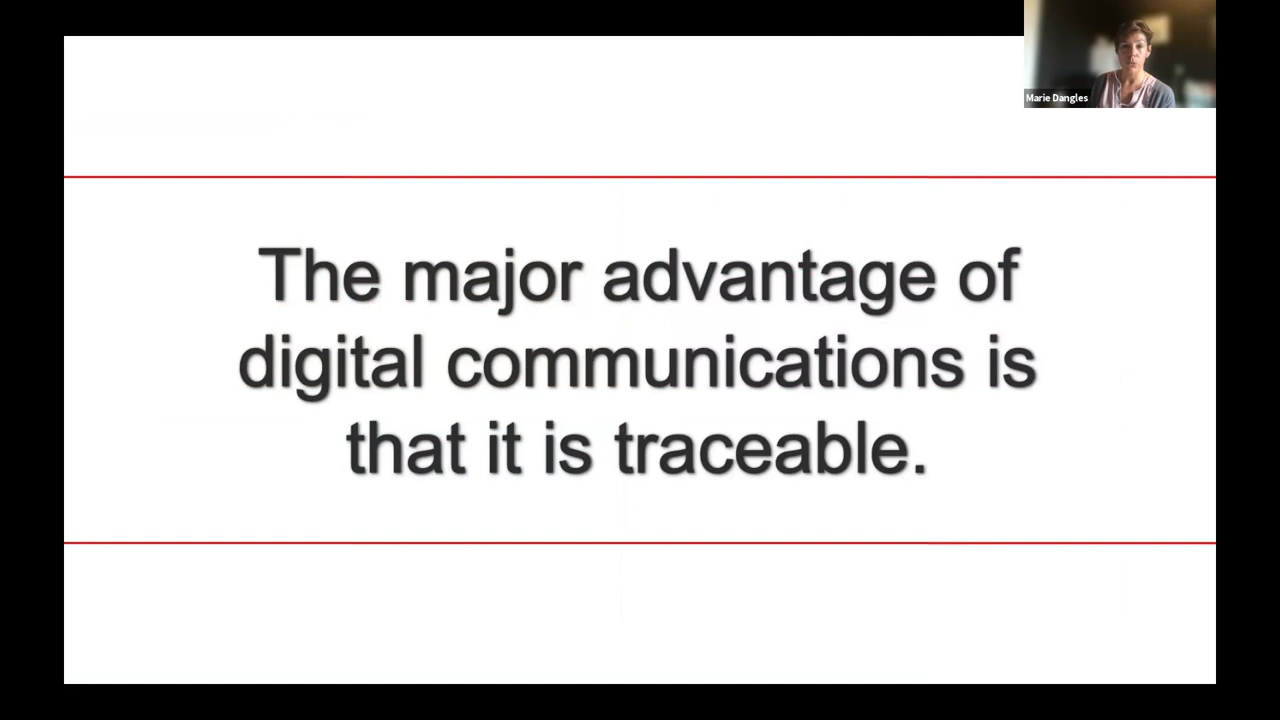 Marie Dangles
The major advantage of
digital communications is
that it is traceable.